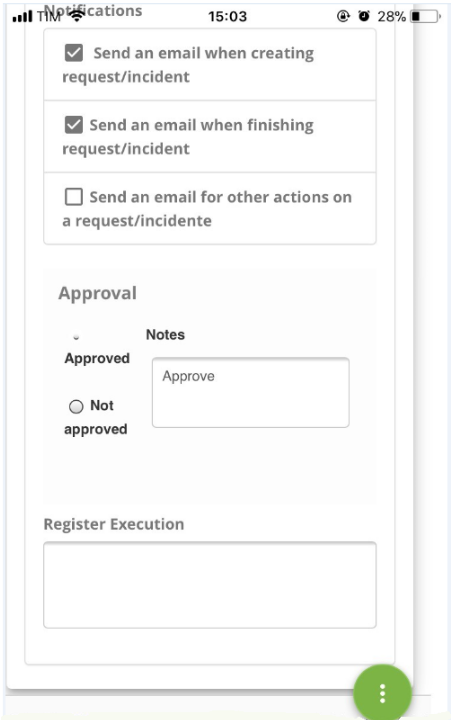 Notifications
TIM 15:03 28%
Send an email when creating
request/incident
Send an email when finishing
request/incident
Send an email for other actions on
a request/incidente
Approval
Notes
Approved
Approve
Not
approved
Register Execution